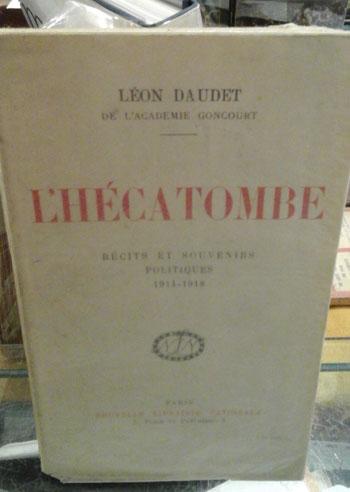 LÉON DAUDET
DE L'ACADÉMIE GONCOURT
L'HÉCATOMBE
RÉCITS ET SOUVENIRS
POLITIQUES
1914-1918
PARIS
NOUVELLE LIBRAIRIE NATIONALE